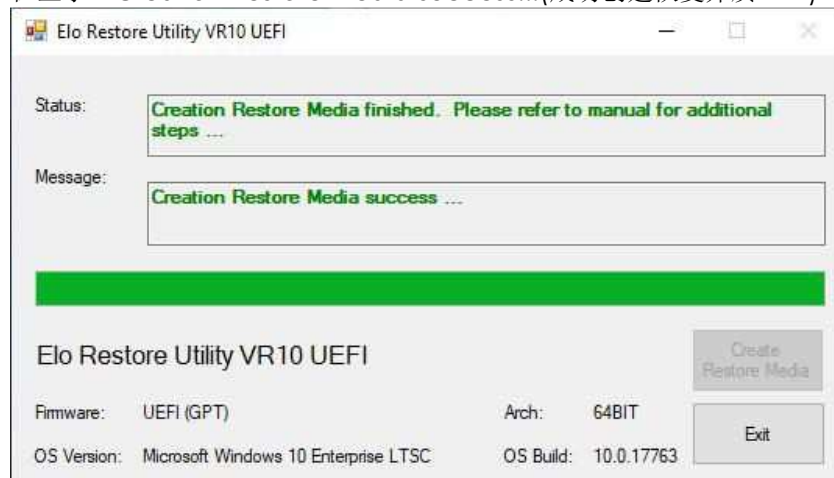 Elo Restore Utility VR10 UEFI
Status:
Creation Restore Media finished. Please refer to manual for additional
steps ...
Message:
Creation Restore Media success ...
Elo Restore Utility VR10 UEFI
Create
Restore Media
Firmware: UEFI (GPT) Arch: 64BIT
Exit
OS Version: Microsoft Windows 10 Enterprise LTSC OS Build: 10.0.17763